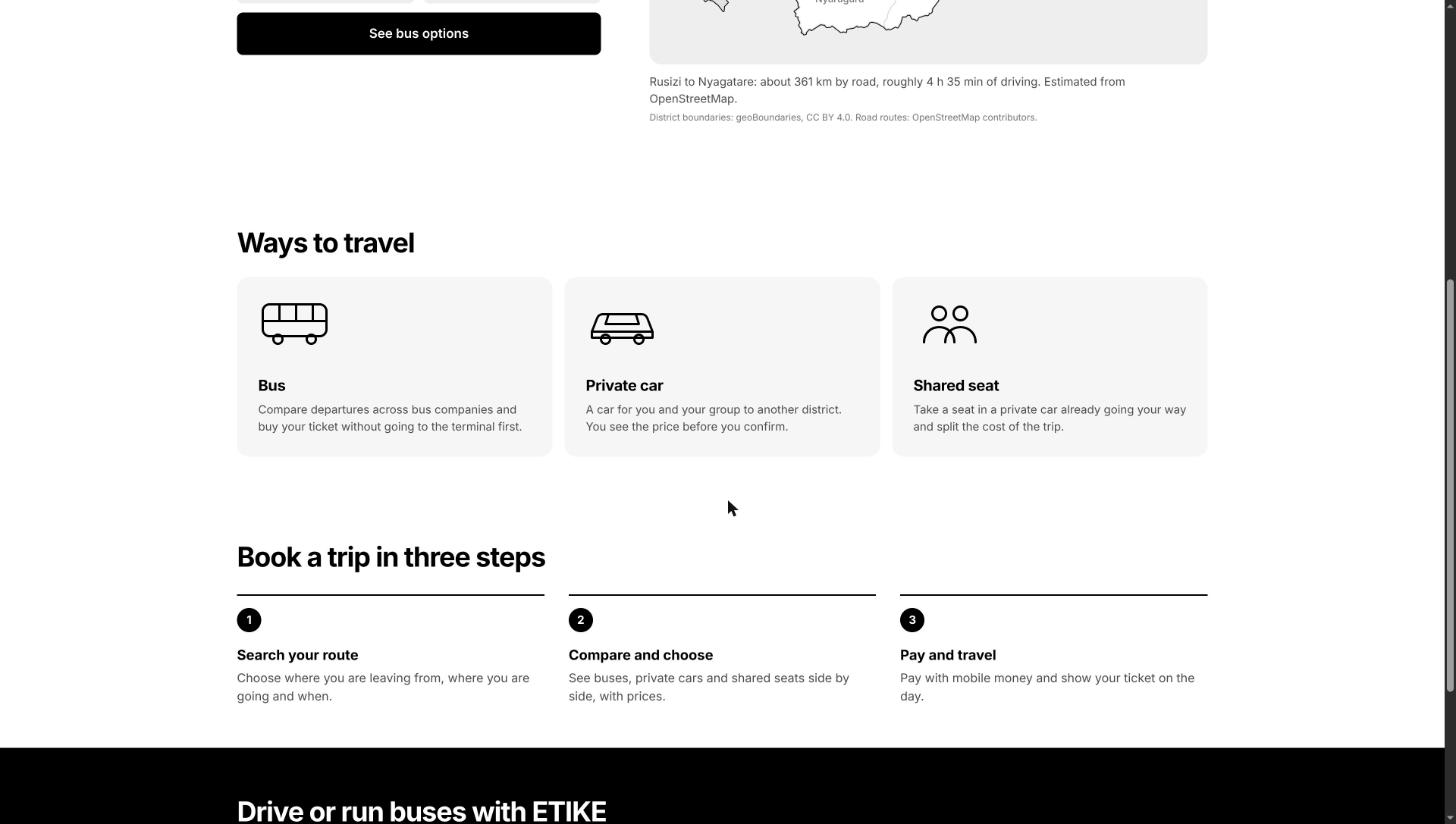 Nyaruguru
See bus options
Rusizi to Nyagatare: about 361 km by road, roughly 4 h 35 min of driving. Estimated from
OpenStreetMap.
District boundaries: geoBoundaries, CC BY 4.0. Road routes: OpenStreetMap contributors.
Ways to travel
Bus
Compare departures across bus companies and
buy your ticket without going to the terminal first.
Private car
A car for you and your group to another district.
You see the price before you confirm.
Shared seat
Take a seat in a private car already going your way
and split the cost of the trip.
Book a trip in three steps
1
Search your route
Choose where you are leaving from, where you are
going and when.
2
Compare and choose
See buses, private cars and shared seats side by
side, with prices.
3
Pay and travel
Pay with mobile money and show your ticket on the
day.
Drive or run buses with ETIKE